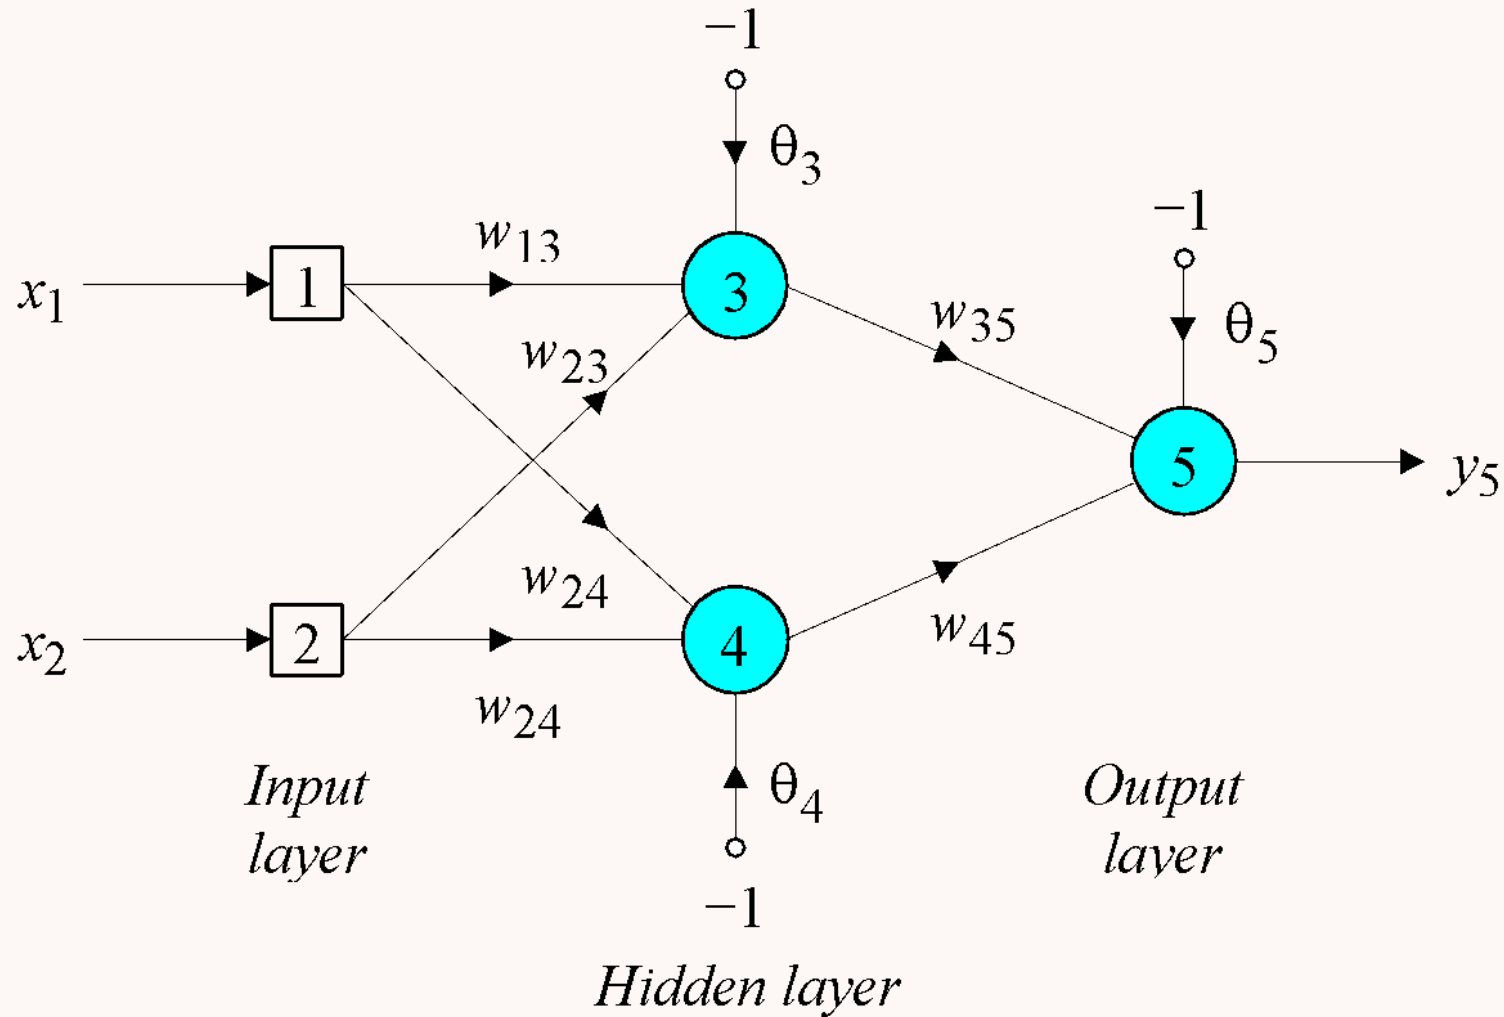 −1
θ3
w13
x1
1
3
−1
w35
θ5
w23
5
y5
w24
x2
2
4
w45
w24
θ4
Input
layer
Output
layer
−1
Hidden layer